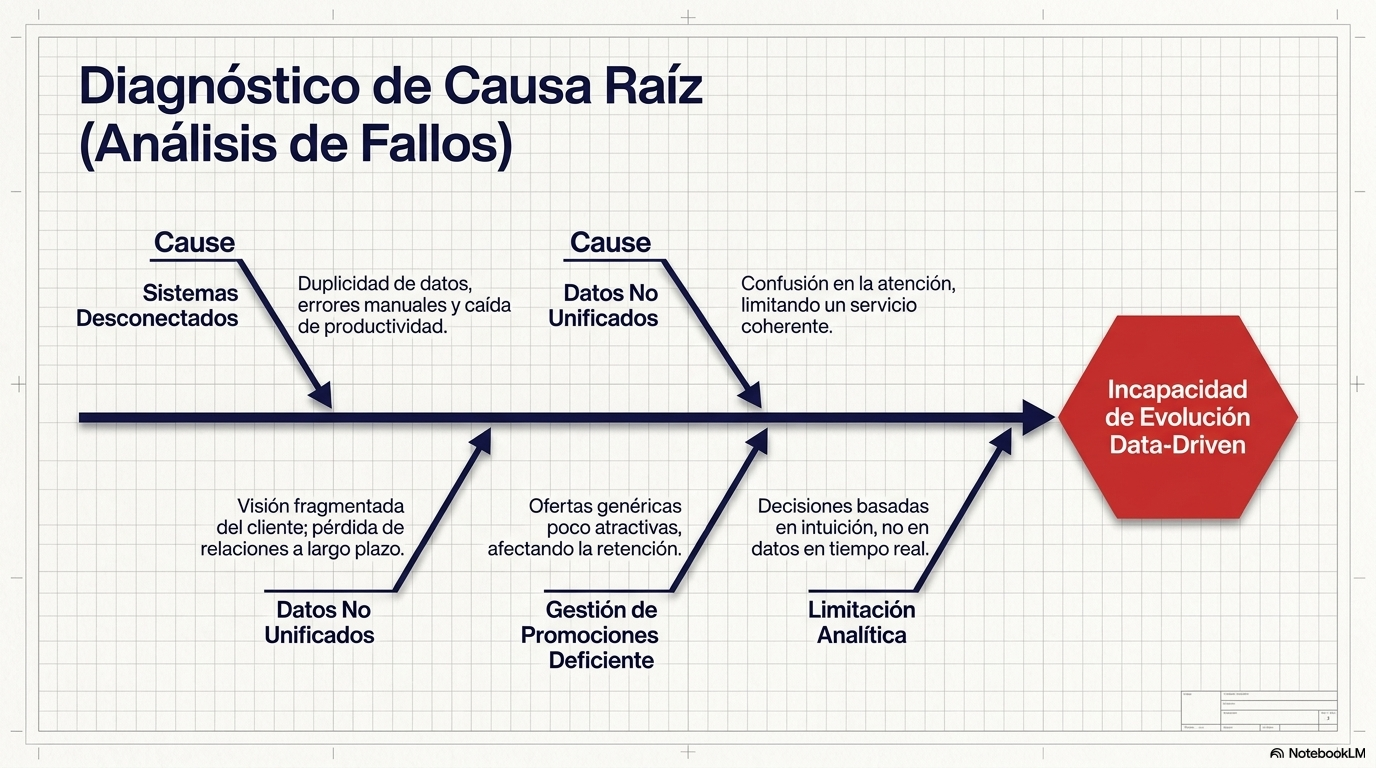 Diagnóstico de Causa Raíz
(Análisis de Fallos)
Cause
Sistemas
Desconectados
Duplicidad de datos,
errores manuales y caída
de productividad.
Cause
Datos No
Unificados
Confusión en la atención,
limitando un servicio
coherente.
Incapacidad
de Evolución
Data-Driven
Visión fragmentada
del cliente; pérdida de
relaciones a largo plazo.
Datos No
Unificados
Ofertas genéricas
poco atractivas,
afectando la retención.
Gestión de
Promociones
Deficiente
Decisiones basadas
en intuición, no en
datos en tiempo real.
Limitación
Analítica
NotebookLM